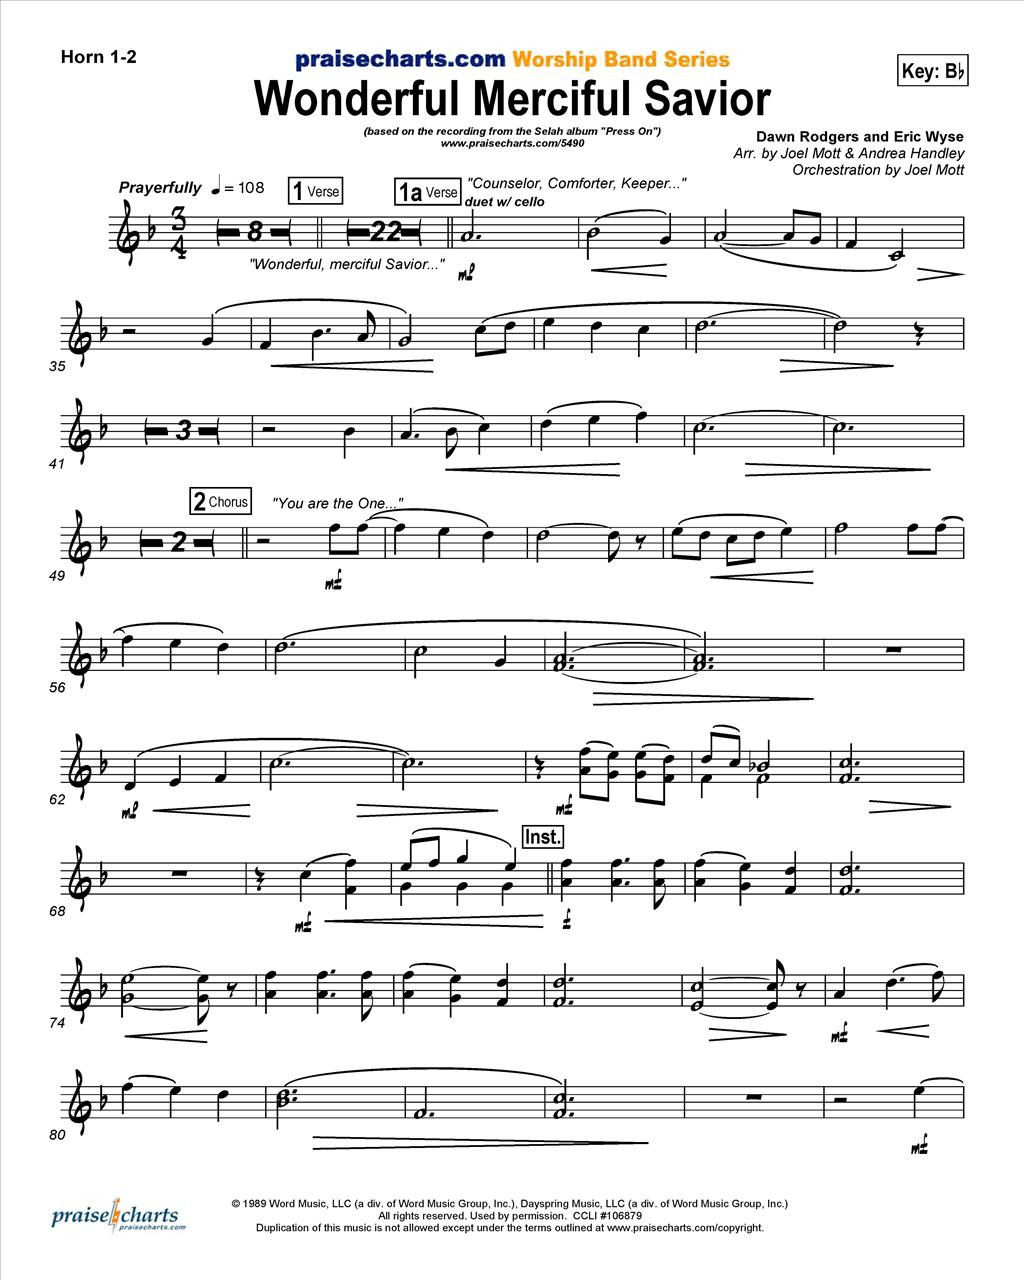 Horn 1-2
praisecharts.com Worship Band Series
Key: B♭
Wonderful Merciful Savior
(based on the recording from the Selah album "Press On")
www.praisecharts.com/5490
Dawn Rodgers and Eric Wyse
Arr. by Joel Mott & Andrea Handley
Orchestration by Joel Mott
Prayerfully ♩ = 108
1 Verse
1a Verse
"Counselor, Comforter, Keeper..."
duet w/ cello
3
4
8
22
"Wonderful, merciful Savior..."
mp
35
3
41
2 Chorus
"You are the One..."
2
49
mf
56
62
mp
mf
Inst.
68
mf
f
74
mf
80
mf
praisecharts
praisecharts.com
© 1989 Word Music, LLC (a div. of Word Music Group, Inc.), Dayspring Music, LLC (a div. of Word Music Group, Inc.)
All rights reserved. Used by permission. CCLI #106879
Duplication of this music is not allowed except under the terms outlined at www.praisecharts.com/copyright.